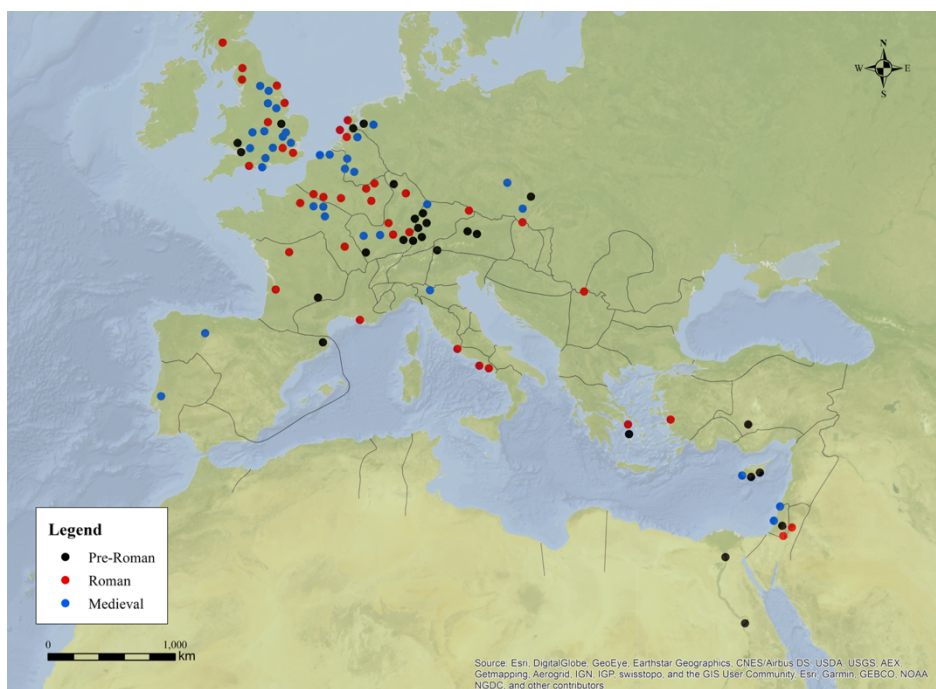 N
W E
S
Legend
Pre-Roman
Roman
Medieval
0 1,000
km
Source: Esri, DigitalGlobe, GeoEye, Earthstar Geographics, CNES/Airbus DS, USDA, USGS, AEX,
Getmapping, Aerogrid, IGN, IGP, swisstopo, and the GIS User Community, Esri, Garmin, GEBCO, NOAA
NGDC, and other contributors